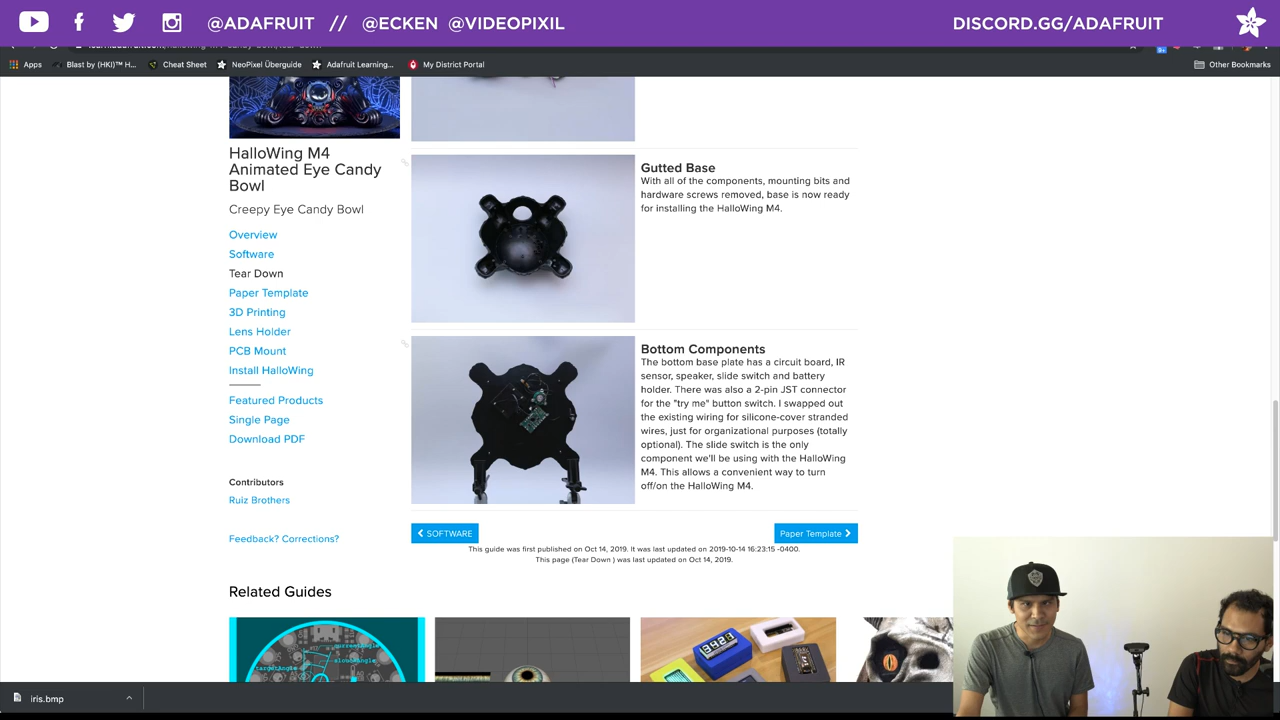 @ADAFRUIT // @ECKEN @VIDEOPIXIL
DISCORD.GG/ADAFRUIT
Apps
Blast by (HKI)™ H...
Cheat Sheet
NeoPixel Überguide
Adafruit Learning...
My District Portal
Other Bookmarks
HalloWing M4
Animated Eye Candy
Bowl
Creepy Eye Candy Bowl
Overview
Software
Tear Down
Paper Template
3D Printing
Lens Holder
PCB Mount
Install HalloWing
Featured Products
Single Page
Download PDF
Contributors
Ruiz Brothers
Feedback? Corrections?
Gutted Base
With all of the components, mounting bits and
hardware screws removed, base is now ready
for installing the HalloWing M4.
Bottom Components
The bottom base plate has a circuit board, IR
sensor, speaker, slide switch and battery
holder. There was also a 2-pin JST connector
for the "try me" button switch. I swapped out
the existing wiring for silicone-cover stranded
wires, just for organizational purposes (totally
optional). The slide switch is the only
component we'll be using with the HalloWing
M4. This allows a convenient way to turn
off/on the HalloWing M4.
SOFTWARE
Paper Template
This guide was first published on Oct 14, 2019. It was last updated on 2019-10-14 16:23:15 -0400.
This page (Tear Down ) was last updated on Oct 14, 2019.
Related Guides
currentAngle
targetAngle
iris.bmp